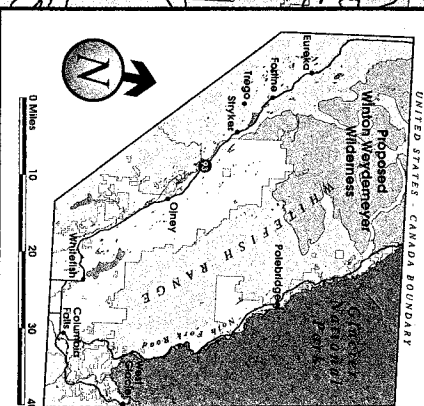 UNITED STATES CANADA BOUNDARY
Eureka
Fortine
Trego
Stryker
Proposed
Winton Weydemeyer
Wilderness
93
Olney
WHITEFISH RANGE
Polebridge
Glacier
National
Park
North Fork Road
Whitefish
Columbia
Falls
West
Glacier
N
0 Miles
10
20
30
40